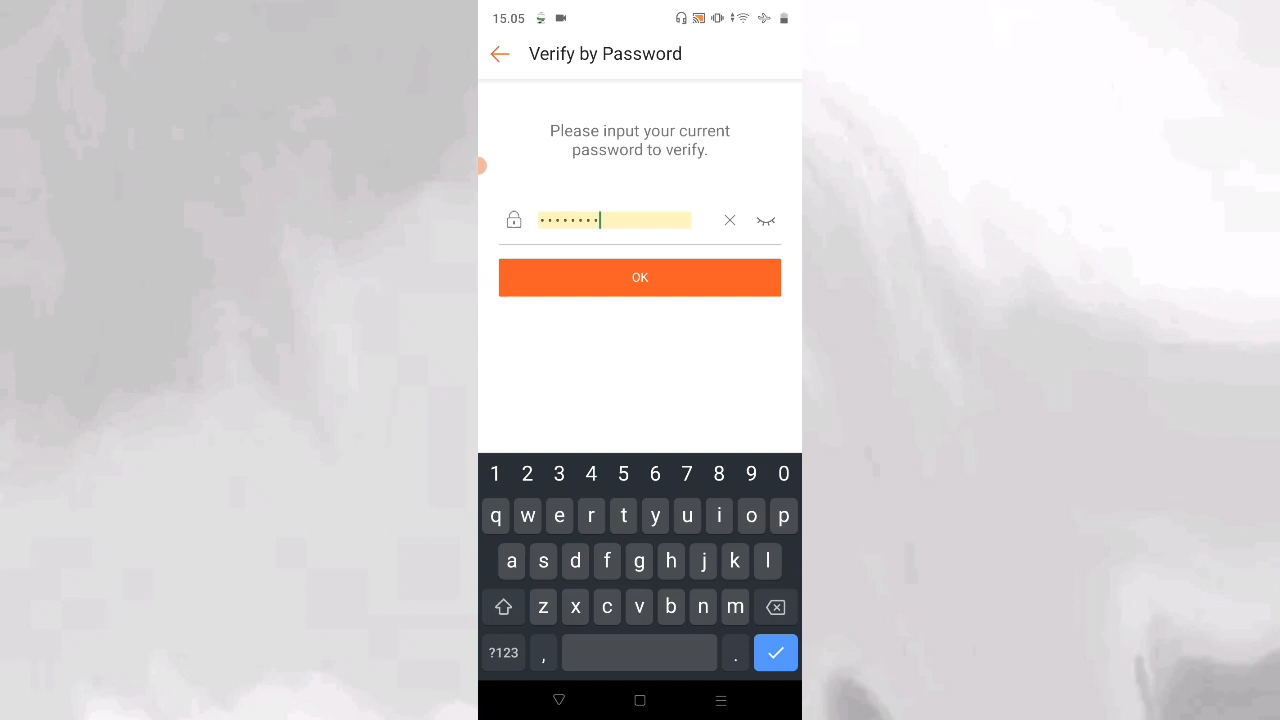 15.05
Verify by Password
Please input your current
password to verify.
••••••••
OK
1 2 3 4 5 6 7 8 9 0
q w e r t y u i o p
a s d f g h j k l
z x c v b n m
?123 , .